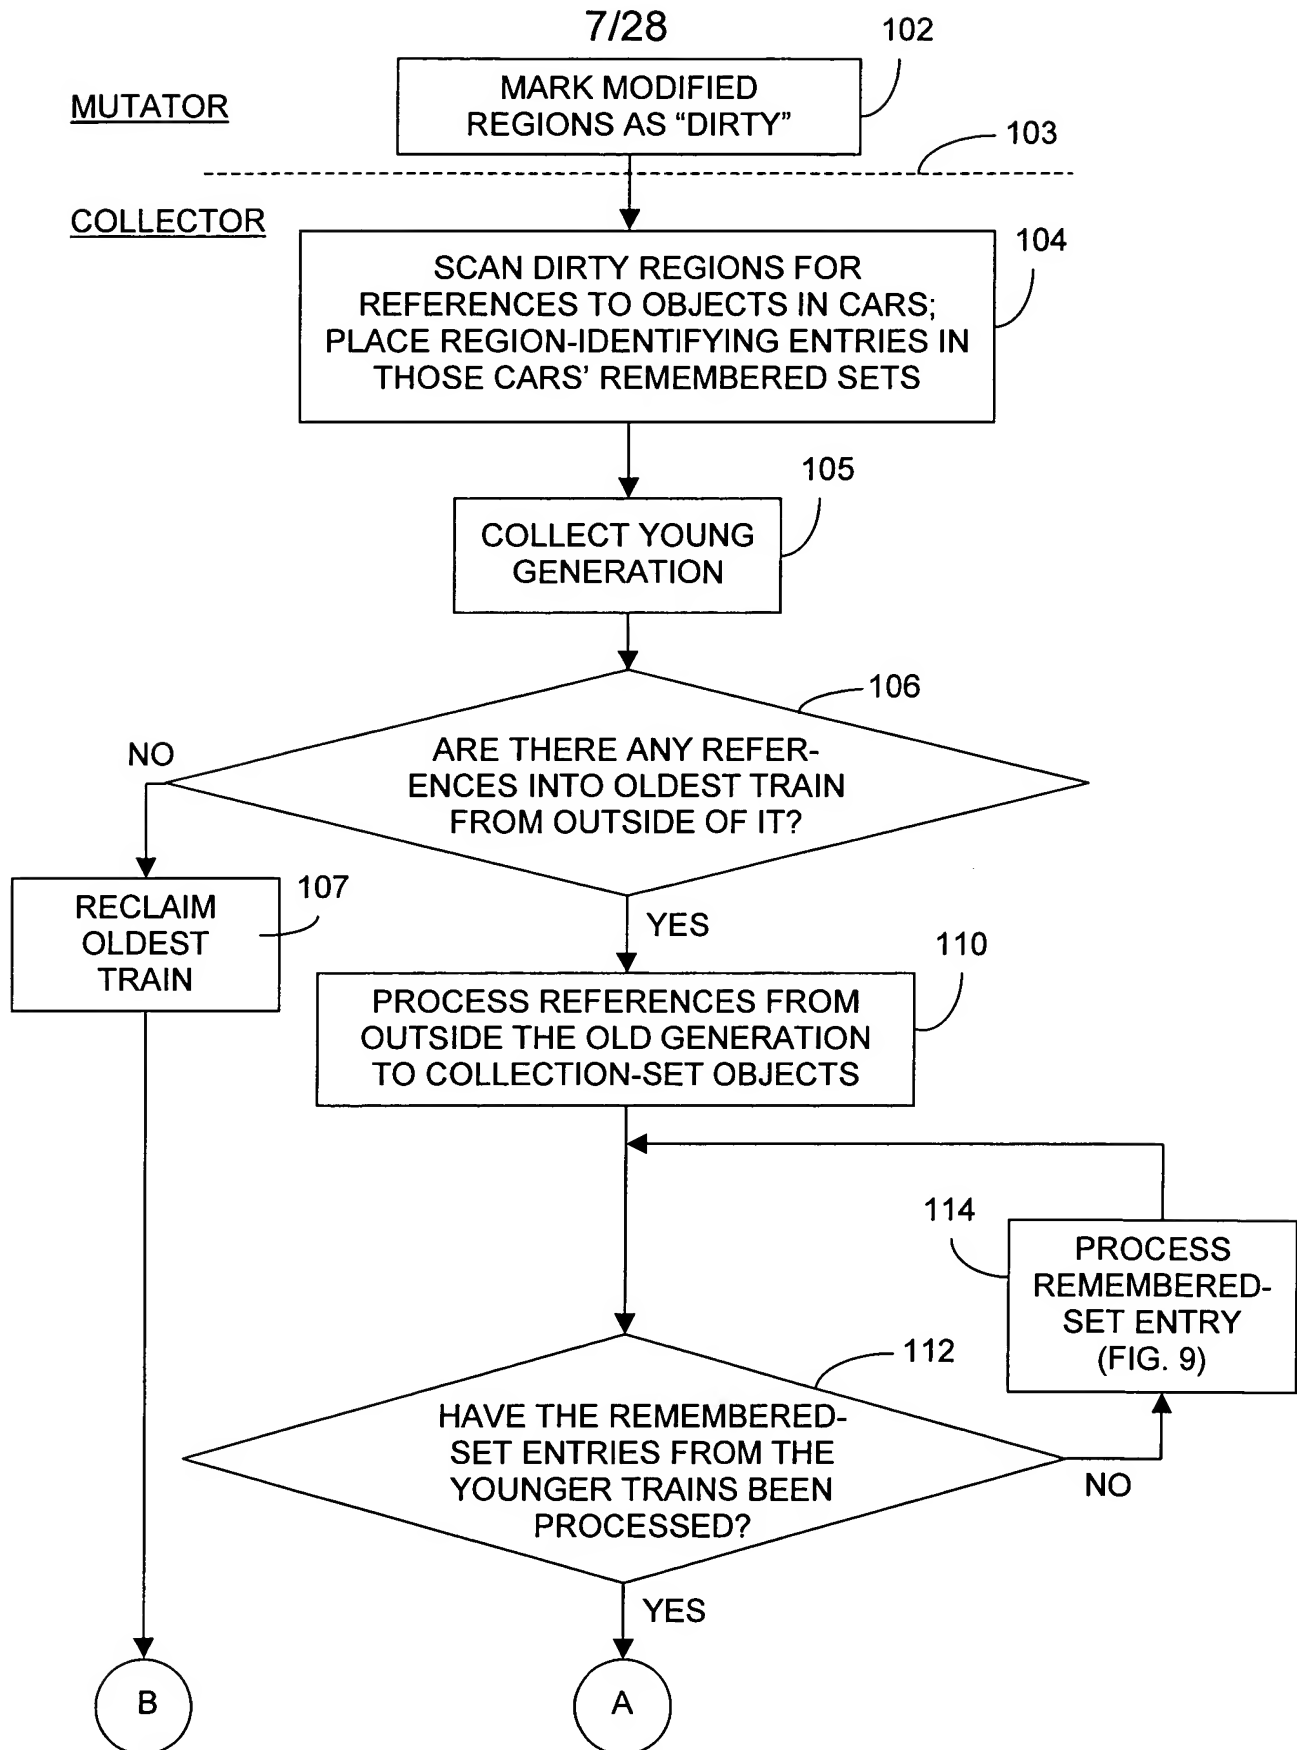 7/28
102
MUTATOR
MARK MODIFIED
REGIONS AS “DIRTY”
103
COLLECTOR
104
SCAN DIRTY REGIONS FOR
REFERENCES TO OBJECTS IN CARS;
PLACE REGION-IDENTIFYING ENTRIES IN
THOSE CARS’ REMEMBERED SETS
105
COLLECT YOUNG
GENERATION
106
NO
ARE THERE ANY REFER-
ENCES INTO OLDEST TRAIN
FROM OUTSIDE OF IT?
107
RECLAIM
OLDEST
TRAIN
YES
110
PROCESS REFERENCES FROM
OUTSIDE THE OLD GENERATION
TO COLLECTION-SET OBJECTS
114
PROCESS
REMEMBERED-
SET ENTRY
(FIG. 9)
112
HAVE THE REMEMBERED-
SET ENTRIES FROM THE
YOUNGER TRAINS BEEN
PROCESSED?
NO
YES
B
A